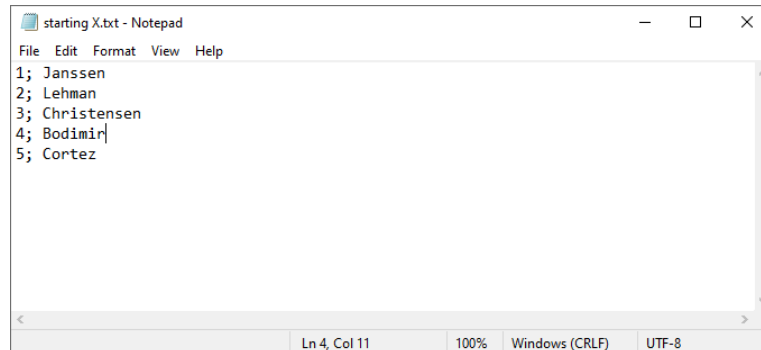 starting X.txt - Notepad
File Edit Format View Help
1; Janssen
2; Lehman
3; Christensen
4; Bodimir
5; Cortez
Ln 4, Col 11 100% Windows (CRLF) UTF-8